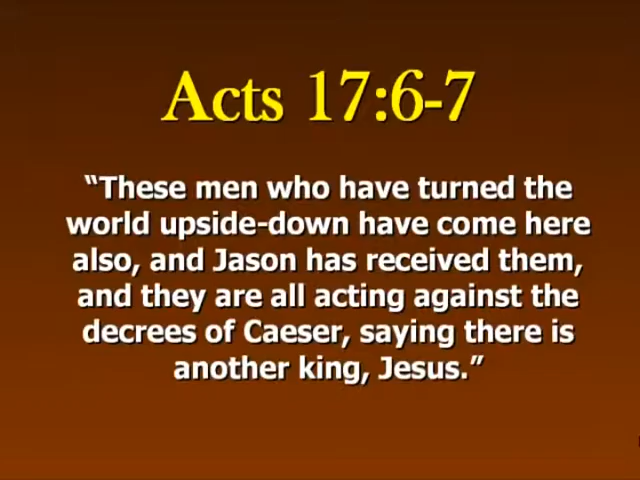 Acts 17:6-7
“These men who have turned the
world upside-down have come here
also, and Jason has received them,
and they are all acting against the
decrees of Caeser, saying there is
another king, Jesus.”